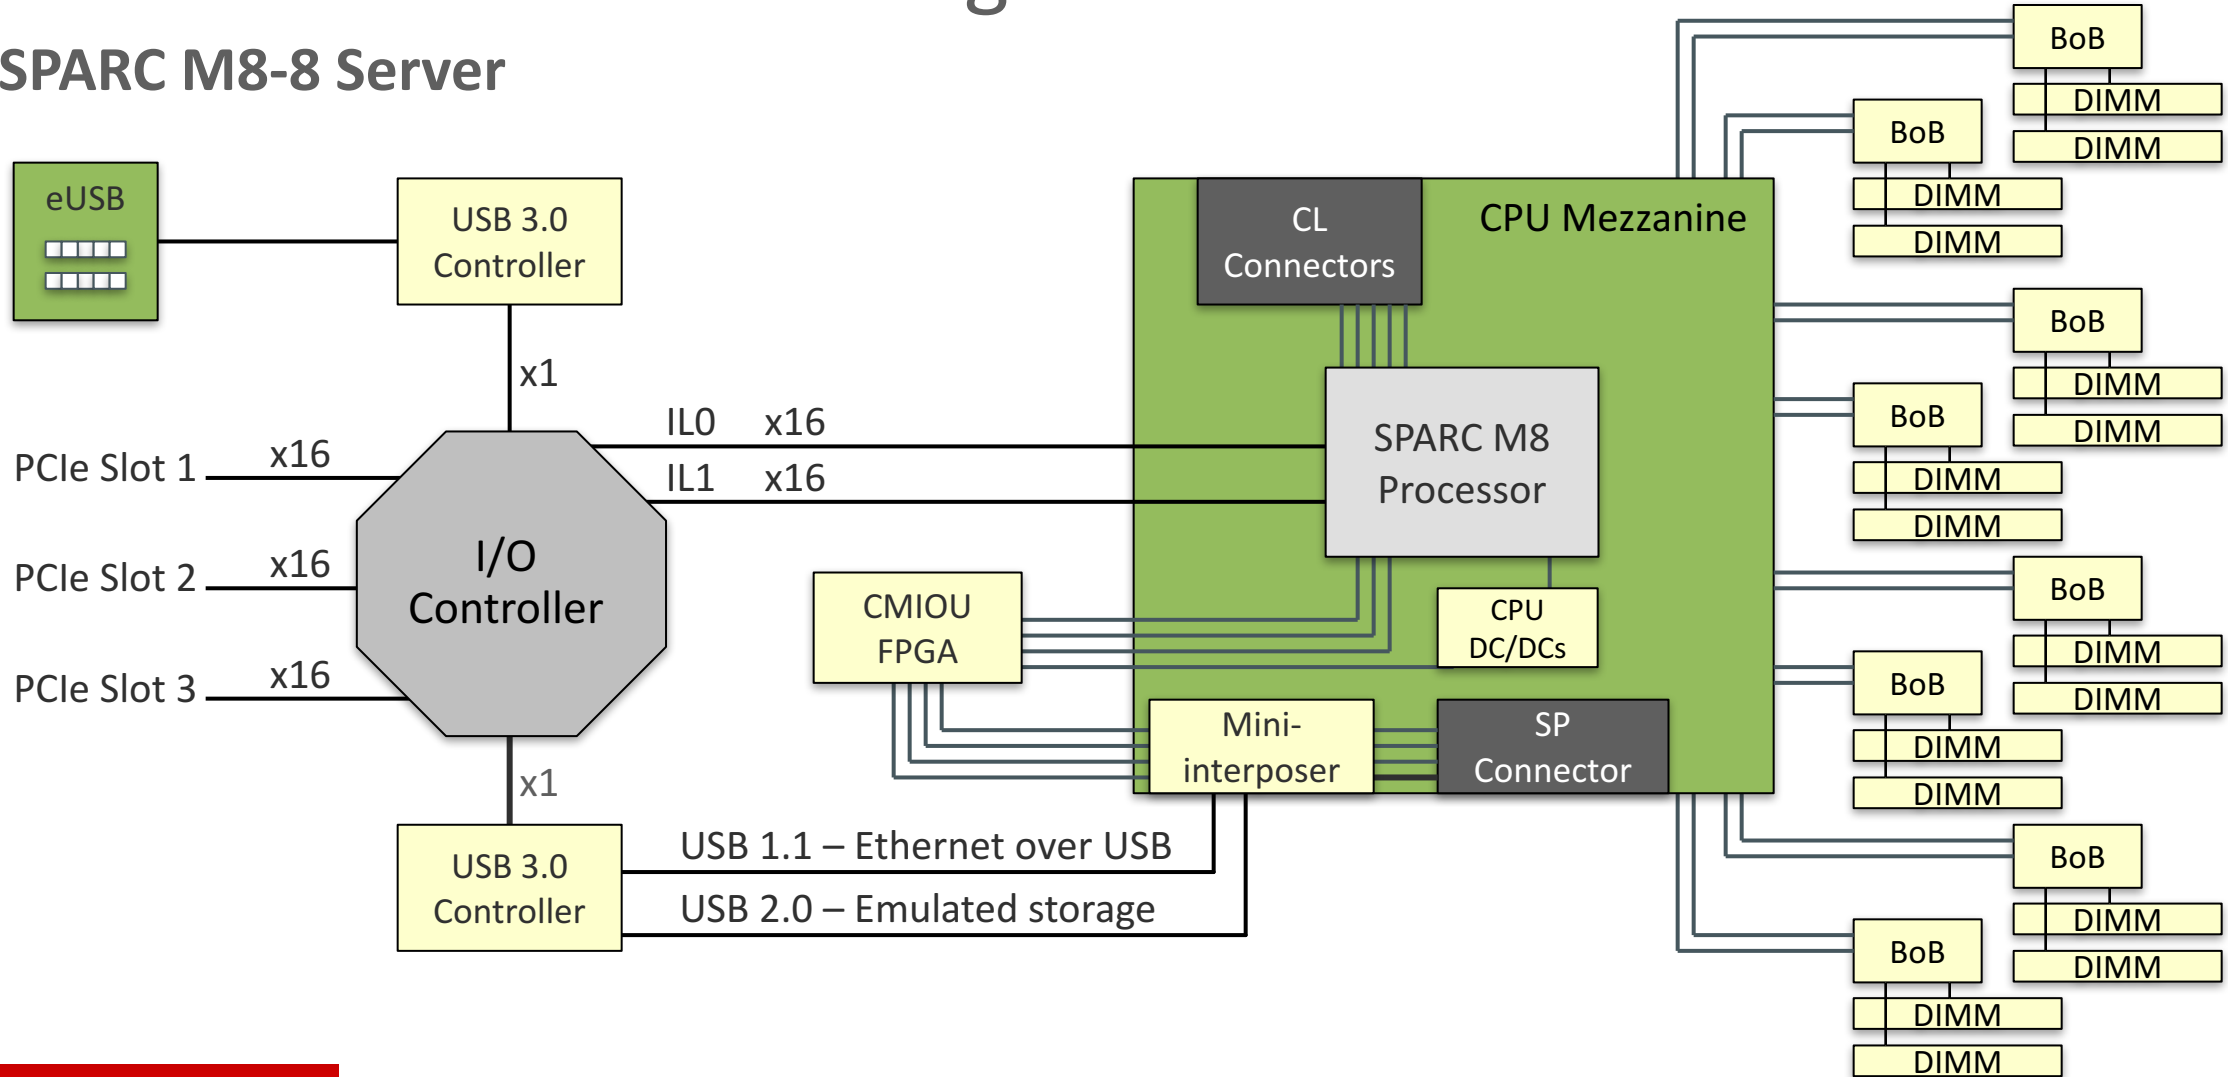 SPARC M8-8 Server
eUSB
USB 3.0
Controller
x1
PCIe Slot 1
x16
PCIe Slot 2
x16
PCIe Slot 3
x16
I/O
Controller
x1
USB 3.0
Controller
IL0 x16
IL1 x16
USB 1.1 – Ethernet over USB
USB 2.0 – Emulated storage
CMIOU
FPGA
CPU Mezzanine
CL
Connectors
SPARC M8
Processor
CPU
DC/DCs
Mini-
interposer
SP
Connector
BoB
DIMM
DIMM
BoB
DIMM
DIMM
BoB
DIMM
DIMM
BoB
DIMM
DIMM
BoB
DIMM
DIMM
BoB
DIMM
DIMM
BoB
DIMM
DIMM
BoB
DIMM
DIMM